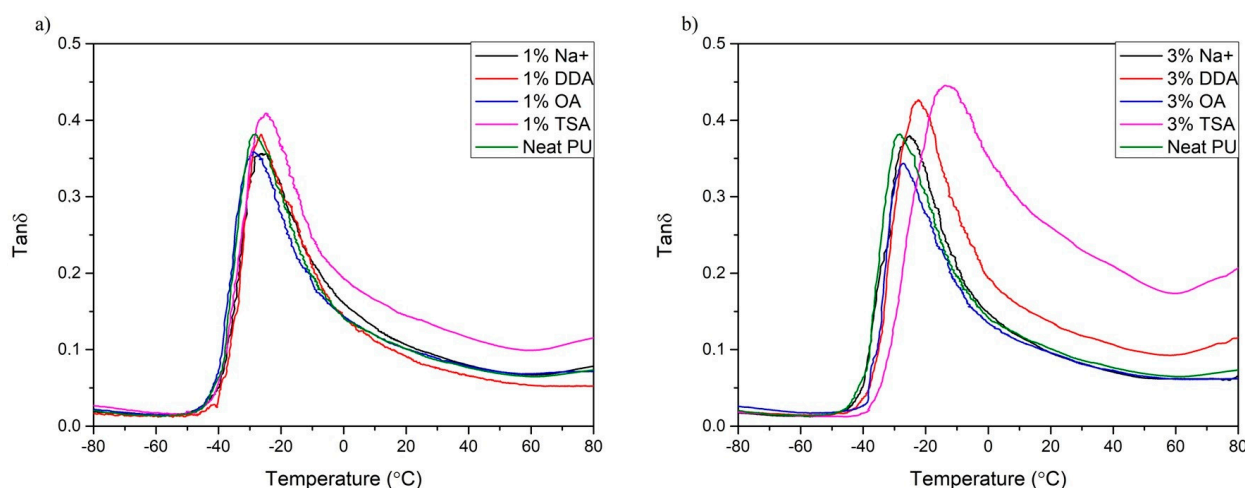 a)
0.5
0.4
0.3
0.2
0.1
0.0
Tanδ
-80 -60 -40 -20 0 20 40 60 80
Temperature (°C)
1% Na+
1% DDA
1% OA
1% TSA
Neat PU
b)
0.5
0.4
0.3
0.2
0.1
0.0
Tanδ
-80 -60 -40 -20 0 20 40 60 80
Temperature (°C)
3% Na+
3% DDA
3% OA
3% TSA
Neat PU